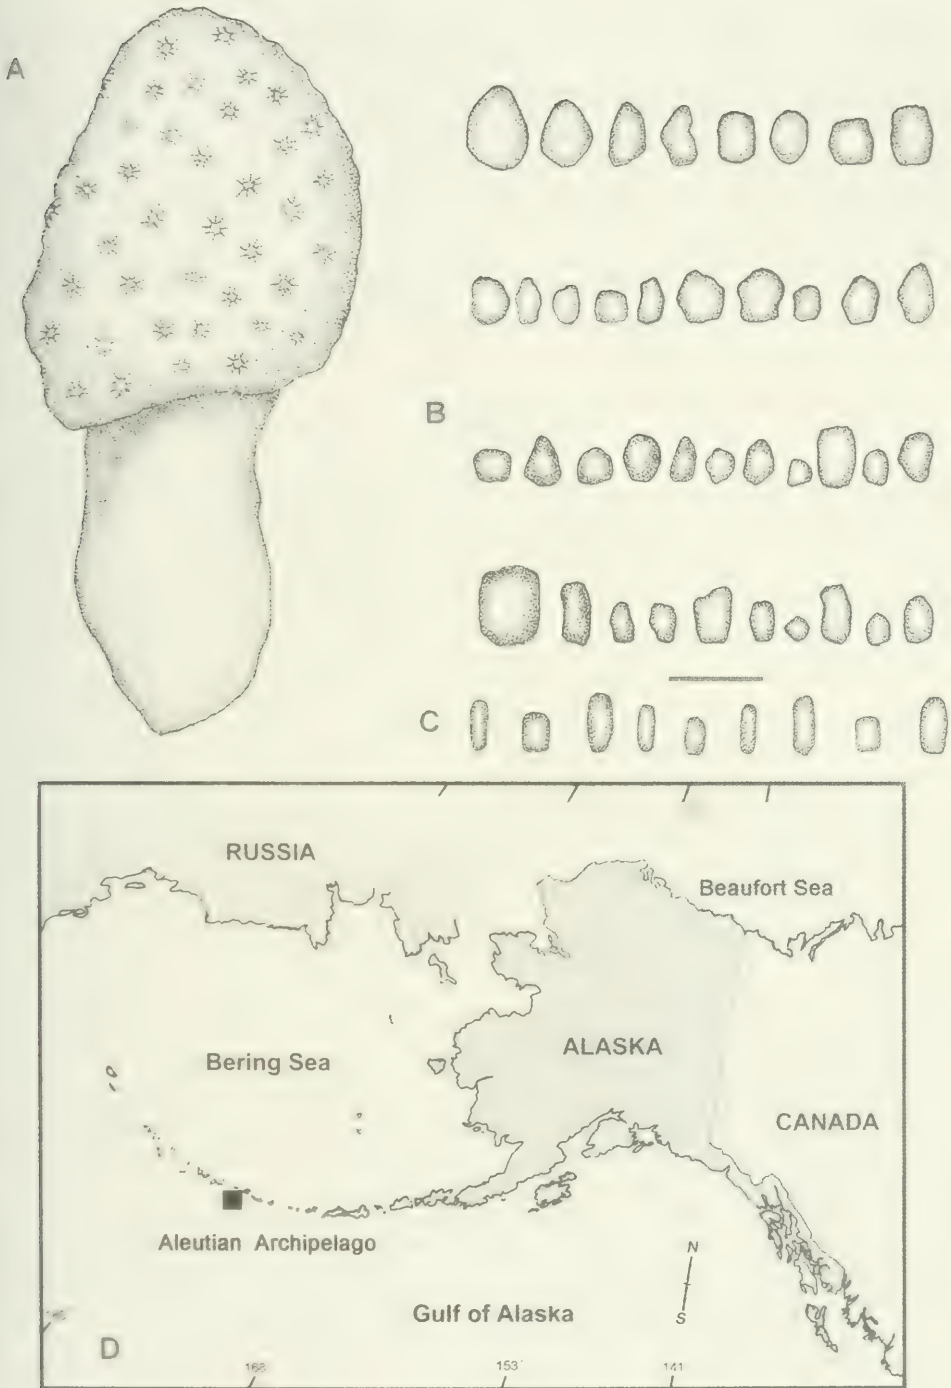 A
B
C
RUSSIA
Beaufort Sea
Bering Sea
ALASKA
CANADA
Aleutian Archipelago
N
S
Gulf of Alaska
D
153
141